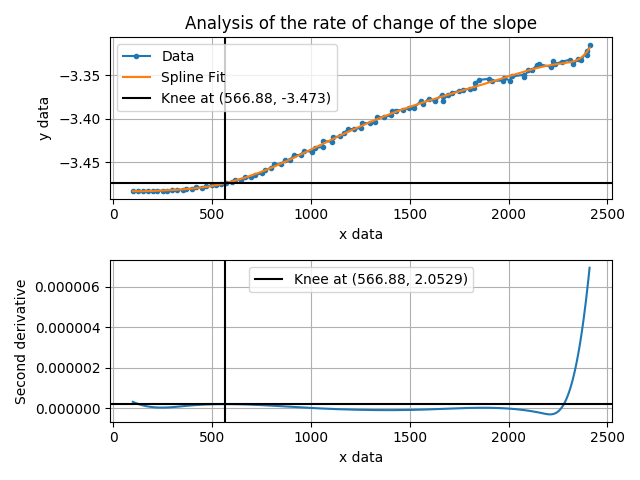 Analysis of the rate of change of the slope
Data
Spline Fit
Knee at (566.88, -3.473)
y data
−3.35
−3.40
−3.45
0
500
1000
1500
2000
2500
x data
Knee at (566.88, 2.0529)
Second derivative
0.000006
0.000004
0.000002
0.000000
0
500
1000
1500
2000
2500
x data